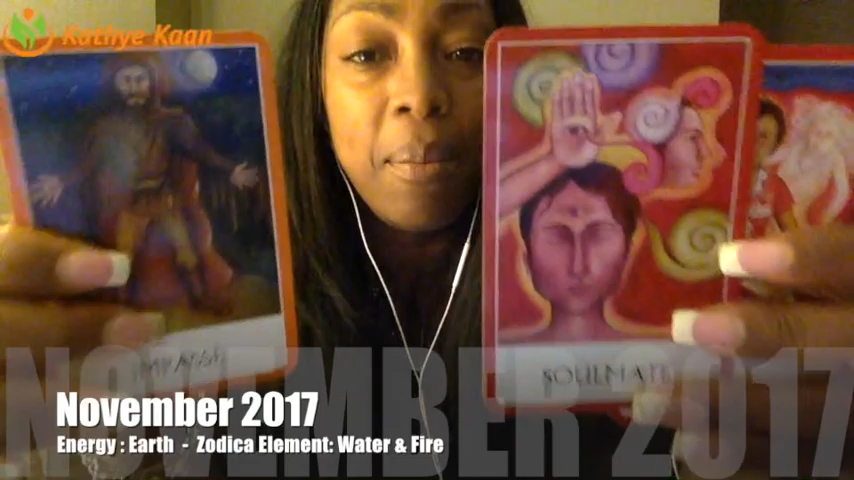 Kathye Kaan
SOULMATE
NOVEMBER 2017
November 2017
Energy : Earth - Zodica Element: Water & Fire